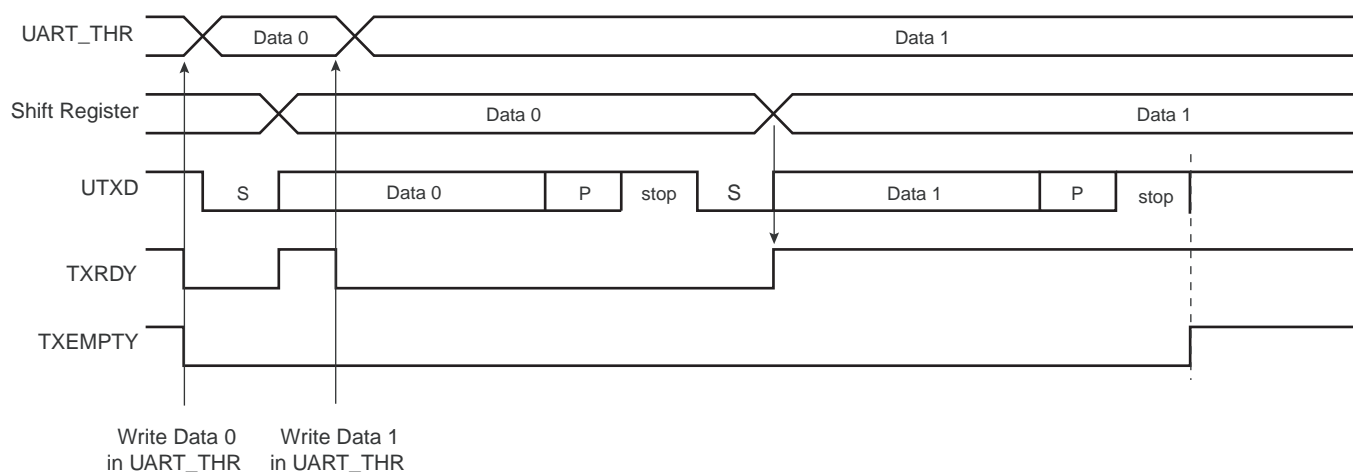 UART_THR Data 0 Data 1
Shift Register Data 0 Data 1
UTXD S Data 0 P stop S Data 1 P stop
TXRDY
TXEMPTY
Write Data 0 Write Data 1
in UART_THR in UART_THR